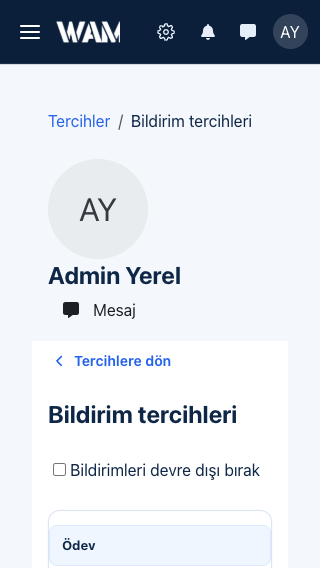 WAM
AY
Tercihler / Bildirim tercihleri
AY
Admin Yerel
Mesaj
Tercihlere dön
Bildirim tercihleri
Bildirimleri devre dışı bırak
Ödev